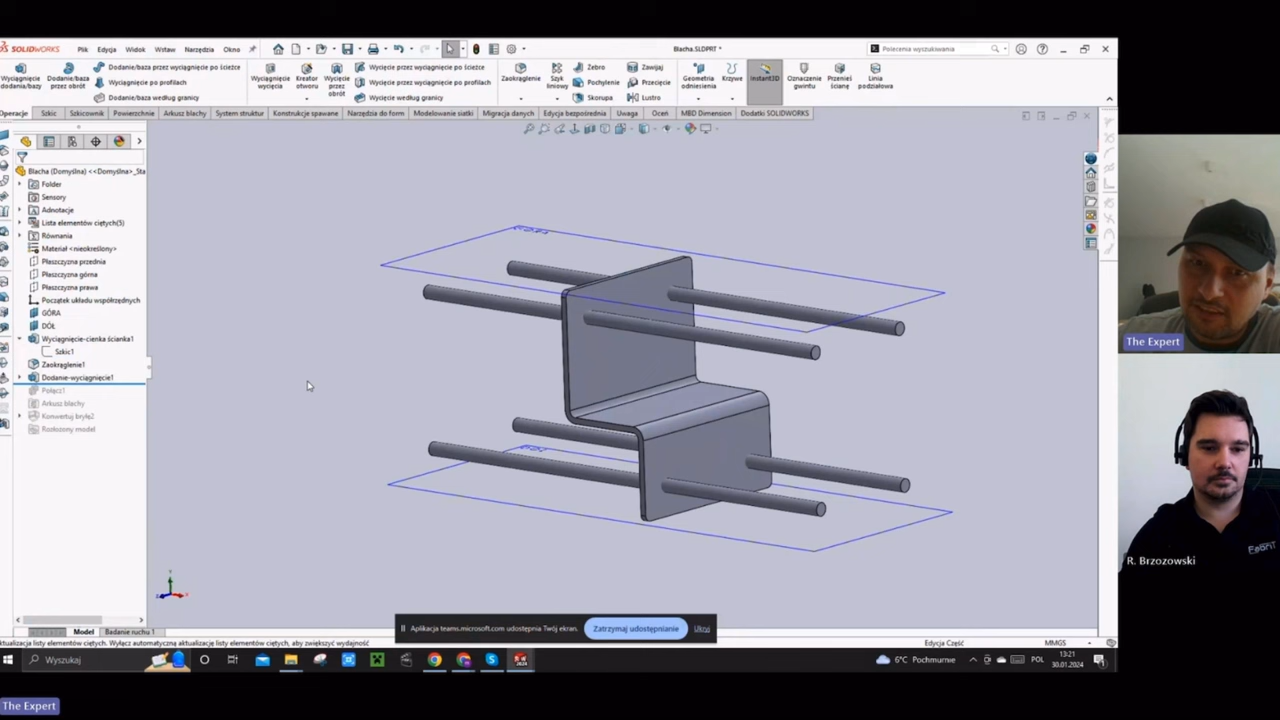 SOLIDWORKS Plik Edycja Widok Wstaw Narzędzia Okno Blacha.SLDPRT * Polecenia wyszukiwania
Wyciągnięcie dodania/bazy
Dodanie/baza przez obrót
Dodanie/baza przez wyciągnięcie po ścieżce
Wyciągnięcie po profilach
Dodanie/baza według granicy
Wyciągnięcie wycięcia
Kreator otworu
Wycięcie przez obrót
Wycięcie przez wyciągnięcie po ścieżce
Wycięcie przez wyciągnięcie po profilach
Wycięcie według granicy
Zaokrąglenie
Szyk liniowy
Żebro
Pochylenie
Skorupa
Zawijaj
Przecięcie
Lustro
Geometria odniesienia
Krzywe
Instant3D
Oznaczenie gwintu
Przenieś ścianę
Linia podziałowa
Operacje Szkic Szkicownik Powierzchnie Arkusz blachy System struktur Konstrukcje spawane Narzędzia do form Modelowanie siatki Migracja danych Edycja bezpośrednia Uwaga Oceń MBD Dimension Dodatki SOLIDWORKS
Blacha (Domyślna) <<Domyślna>_Sta
Folder
Sensory
Adnotacje
Lista elementów ciętych(5)
Równania
Materiał <nieokreślony>
Płaszczyzna przednia
Płaszczyzna górna
Płaszczyzna prawa
Początek układu współrzędnych
GÓRA
DÓŁ
Wyciągnięcie-cienka ścianka1
Szkic1
Zaokrąglenie1
Dodanie-wyciągnięcie1
Połącz1
Arkusz blachy
Konwertuj bryłę2
Rozłożony model
The Expert
R. Brzozowski
Aplikacja teams.microsoft.com udostępnia Twój ekran. Zatrzymaj udostępnianie Ukryj
Model Badanie ruchu 1
aktualizacja listy elementów ciętych, aby zwiększyć wydajność Edycja Część MMGS
Wyszukaj 6°C Pochmurnie POL 13:21
30.01.2024
The Expert